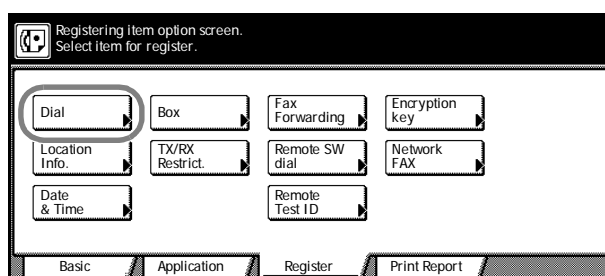 Registering item option screen.
Select item for register.
Dial
Box
Fax
Forwarding
Encryption
key
Location
Info.
TX/RX
Restrict.
Remote SW
dial
Network
FAX
Date
& Time
Remote
Test ID
Basic
Application
Register
Print Report